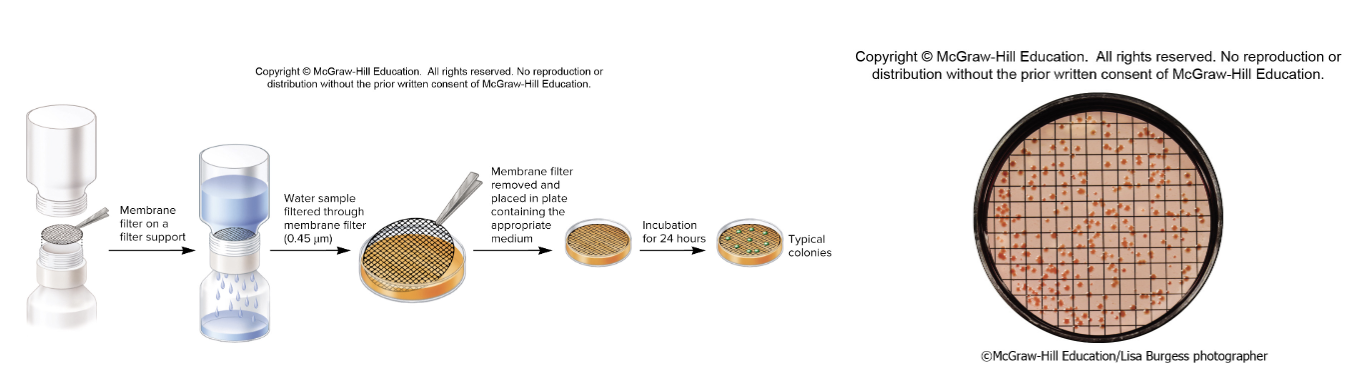 Copyright © McGraw-Hill Education. All rights reserved. No reproduction or
distribution without the prior written consent of McGraw-Hill Education.
Membrane
filter on a
filter support
Water sample
filtered through
membrane filter
(0.45 μm)
Membrane filter
removed and
placed in plate
containing the
appropriate
medium
Incubation
for 24 hours
Typical
colonies
Copyright © McGraw-Hill Education. All rights reserved. No reproduction or
distribution without the prior written consent of McGraw-Hill Education.
©McGraw-Hill Education/Lisa Burgess photographer